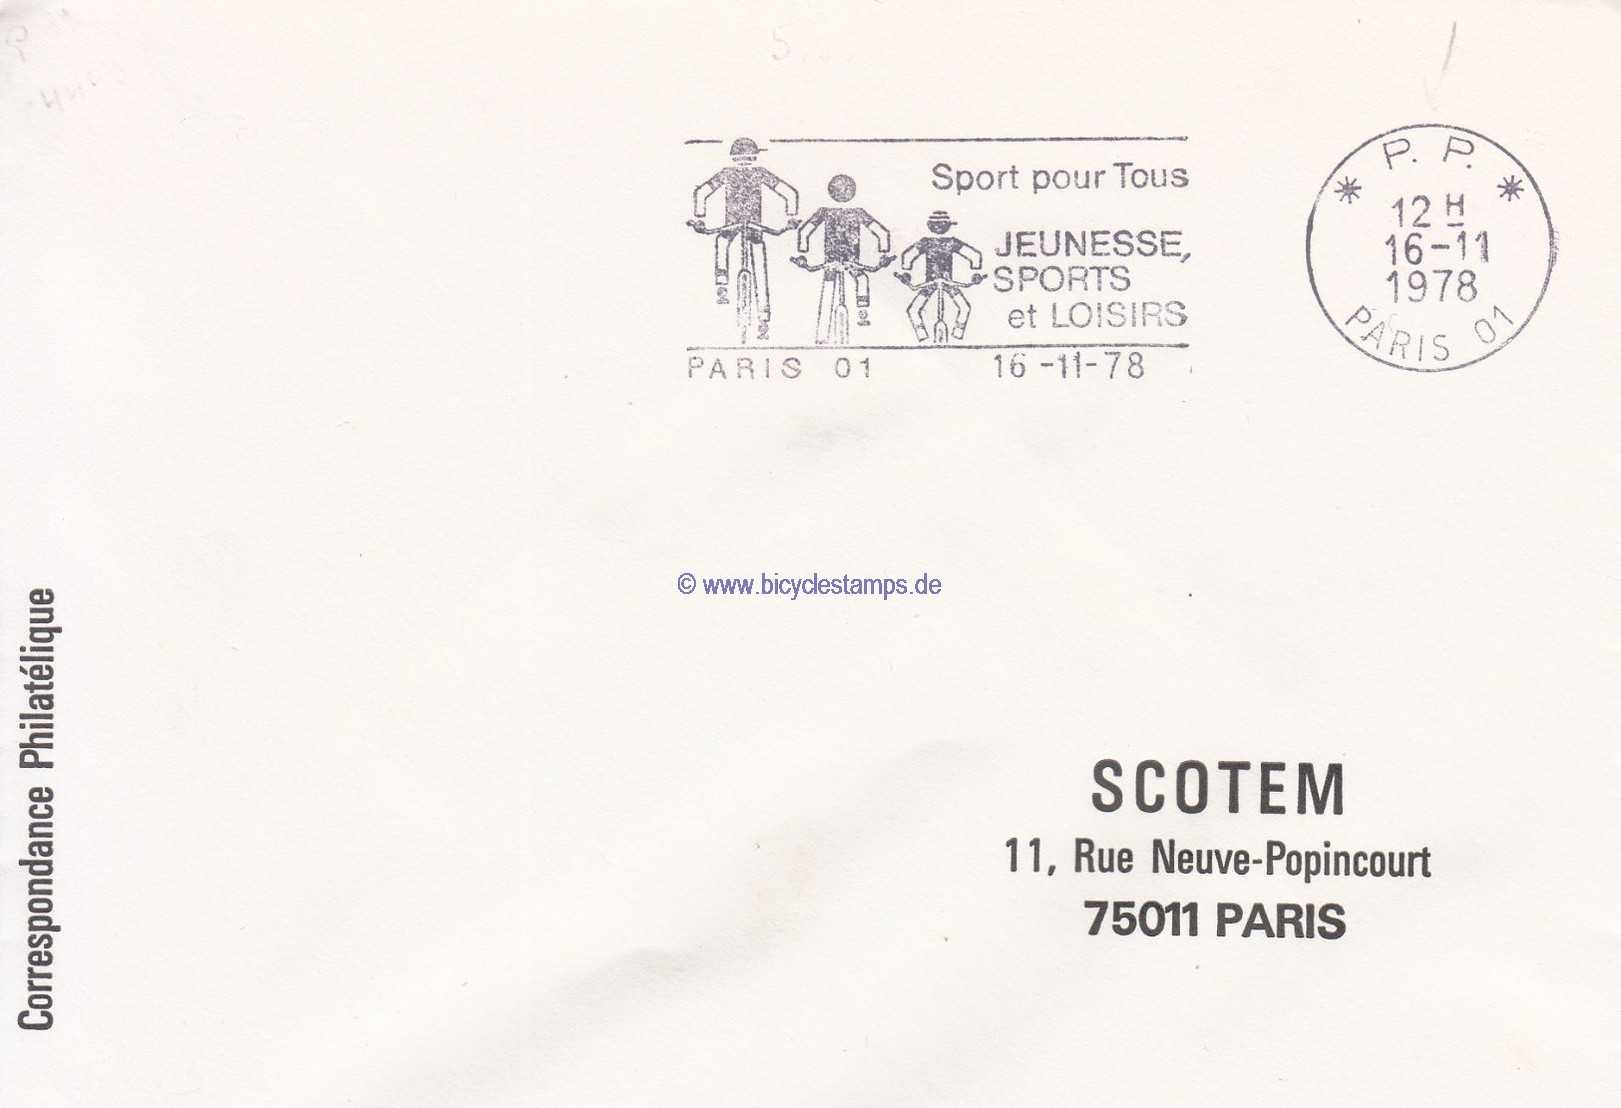 Sport pour Tous
JEUNESSE,
SPORTS
et LOISIRS
PARIS 01 16-11-78
P. P.
12 H
16-11
1978
PARIS 01
© www.bicyclestamps.de
Correspondance Philatélique
SCOTEM
11, Rue Neuve-Popincourt
75011 PARIS